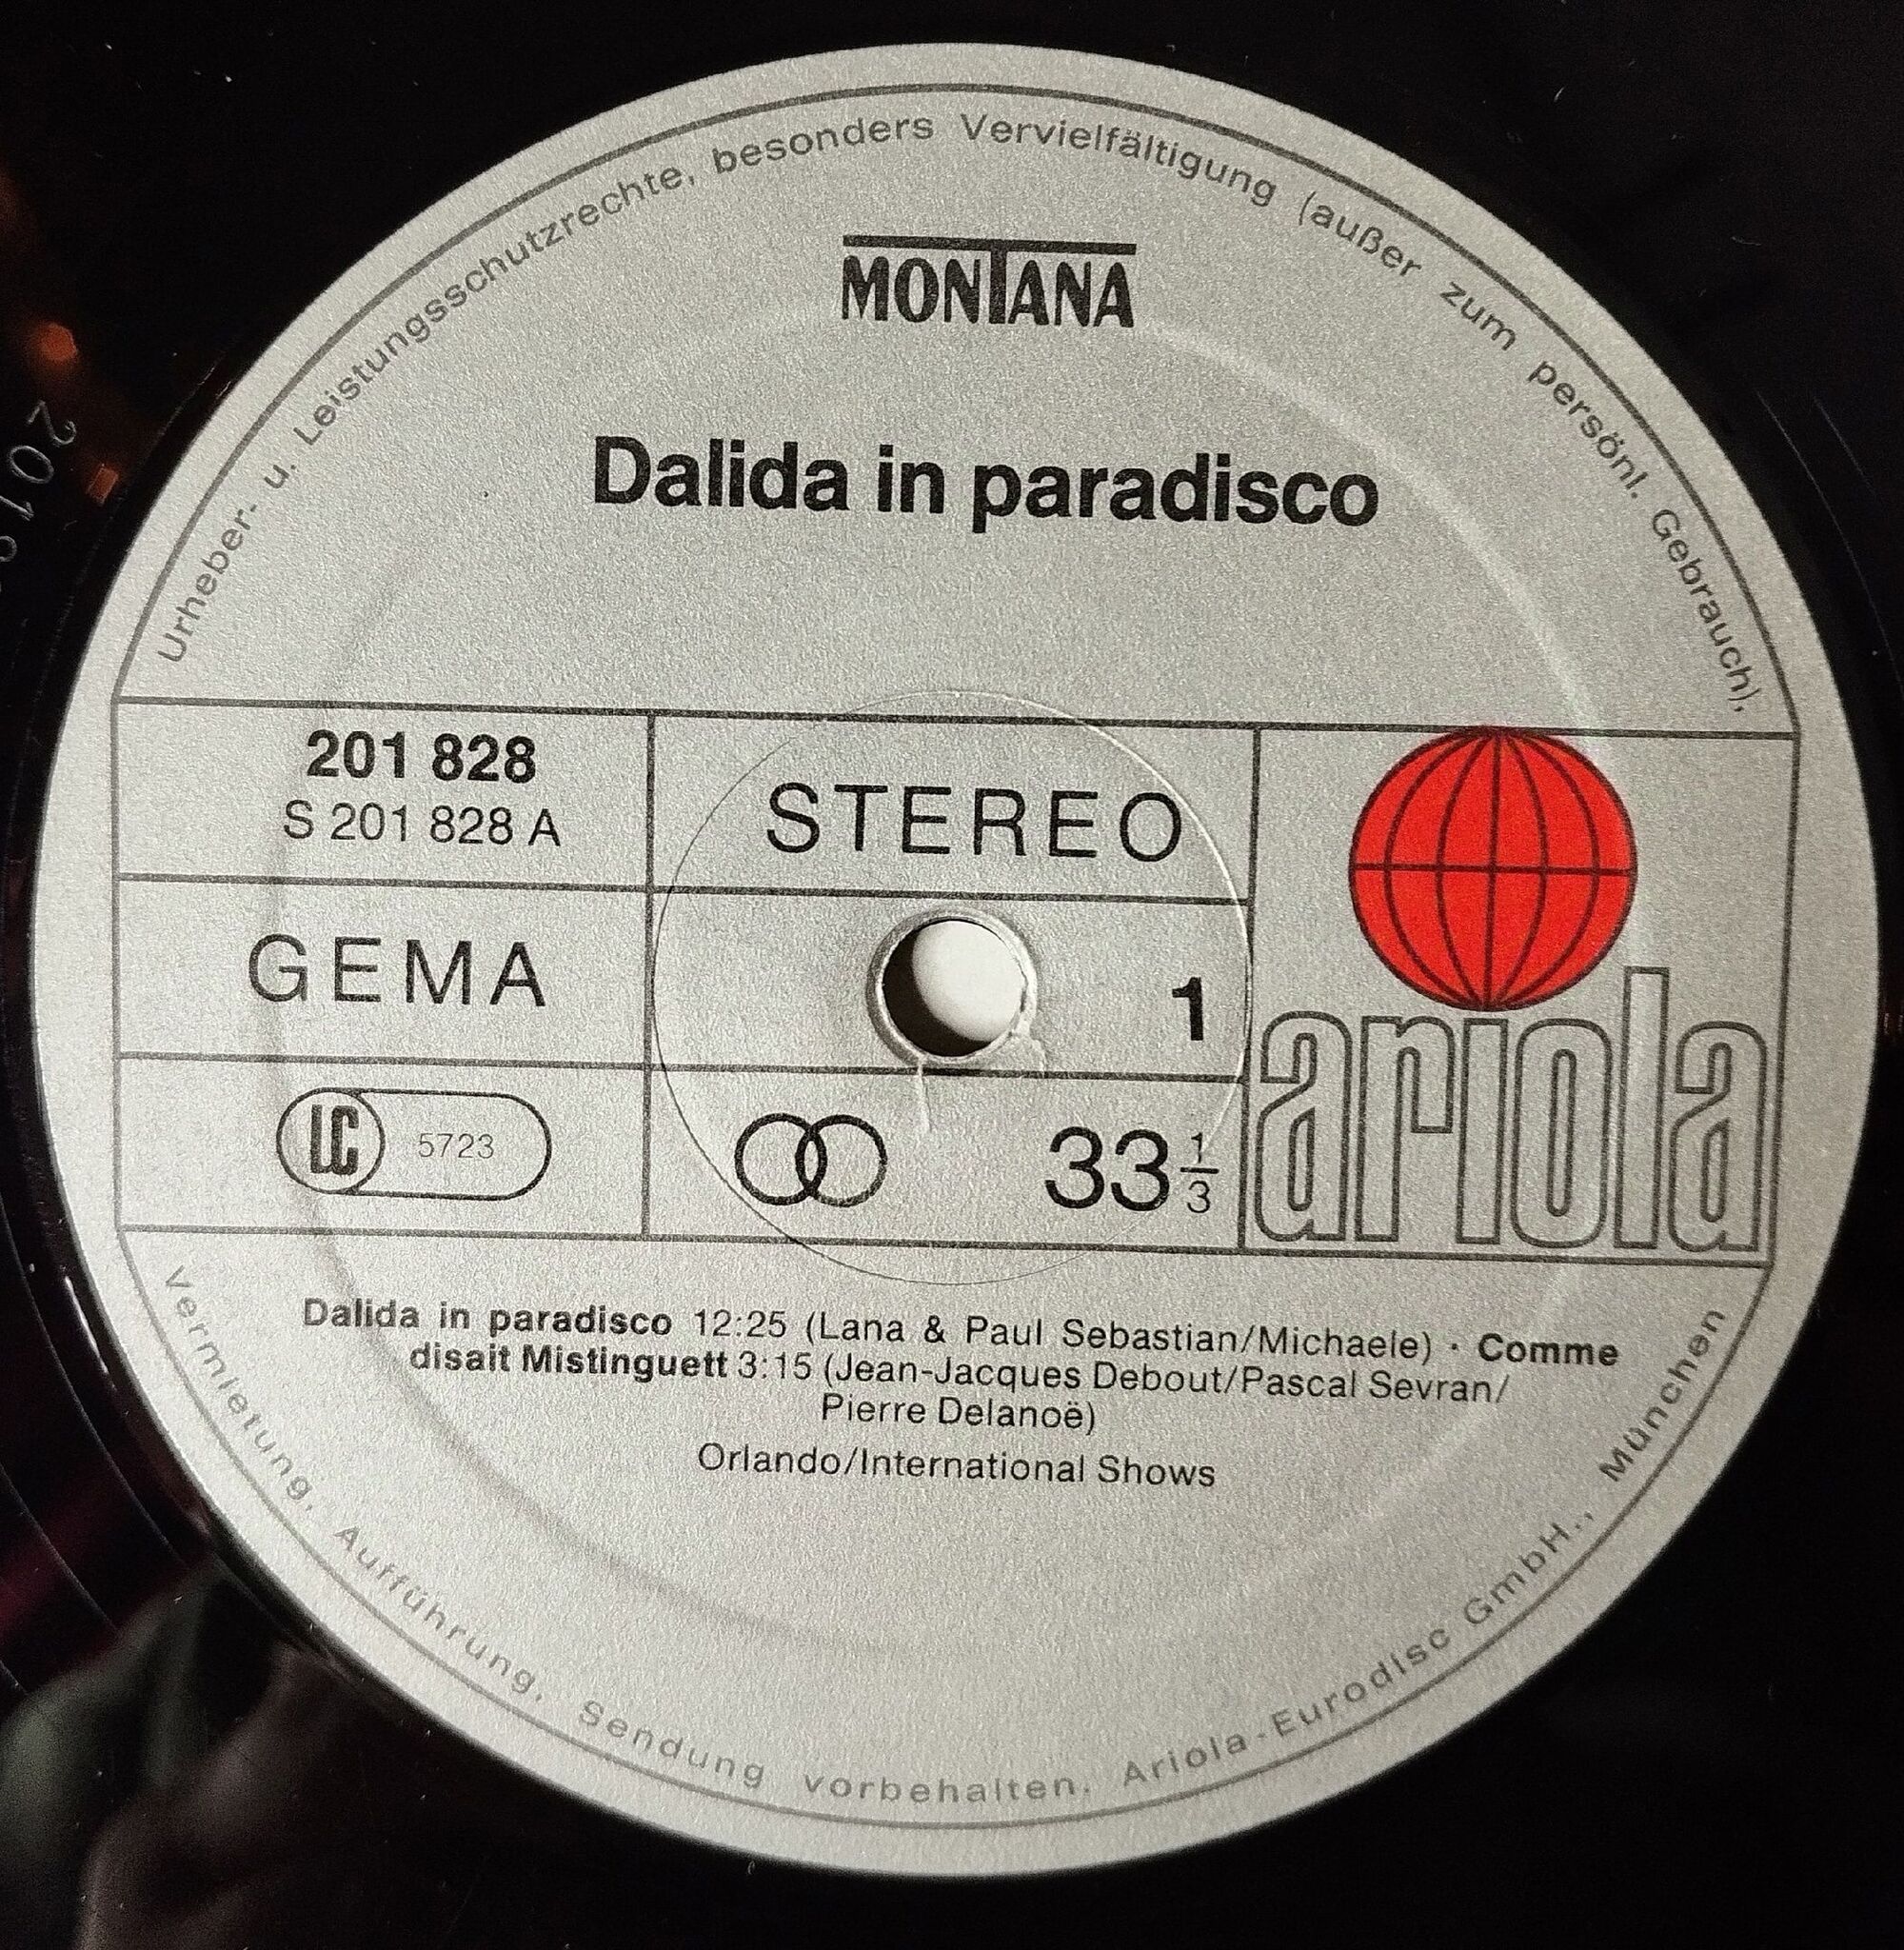 Urheber- u. Leistungsschutzrechte, besonders Vervielfältigung (außer zum persönl. Gebrauch),
MONTANA
Dalida in paradisco
201 828
S 201 828 A
STEREO
GEMA
1
LC 5723
33 1/3
ariola
Dalida in paradisco 12:25 (Lana & Paul Sebastian/Michaele) · Comme
disait Mistinguett 3:15 (Jean-Jacques Debout/Pascal Sevran/
Pierre Delanoë)
Orlando/International Shows
Vermietung, Aufführung, Sendung vorbehalten. Ariola-Eurodisc GmbH., München